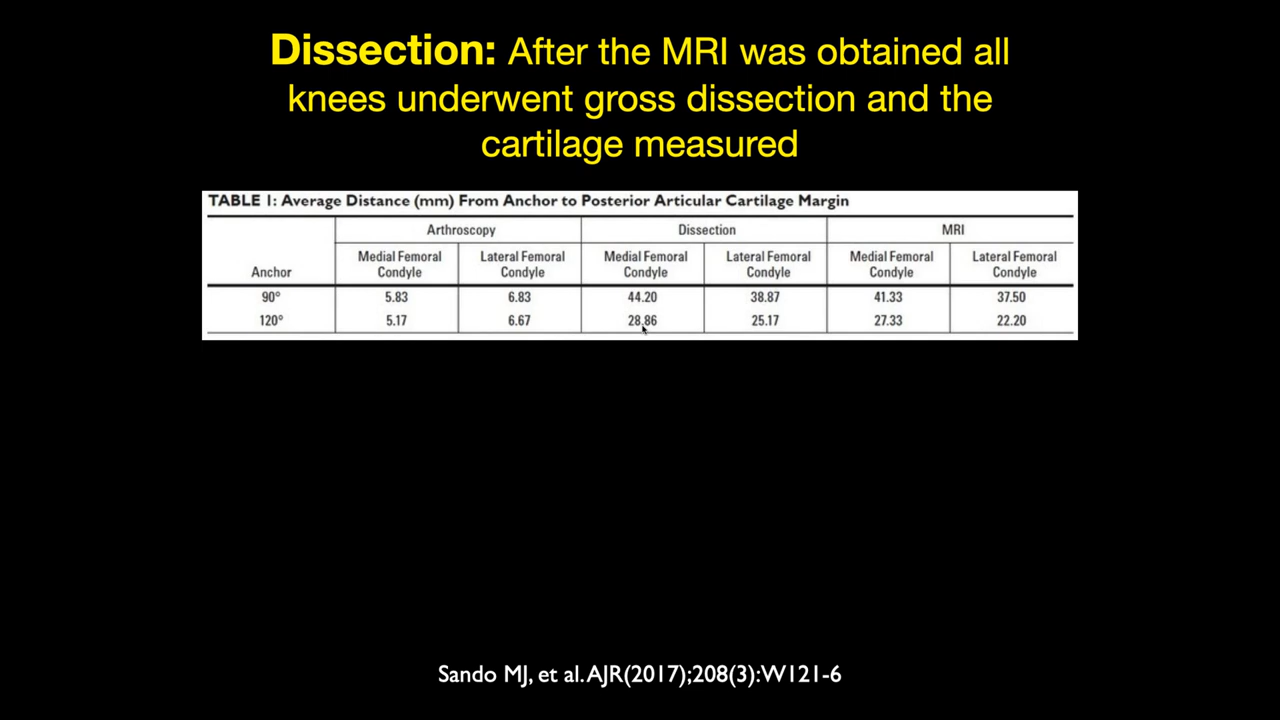 Dissection: After the MRI was obtained all
knees underwent gross dissection and the
cartilage measured
TABLE 1: Average Distance (mm) From Anchor to Posterior Articular Cartilage Margin
Arthroscopy Dissection MRI
Anchor Medial Femoral Condyle Lateral Femoral Condyle Medial Femoral Condyle Lateral Femoral Condyle Medial Femoral Condyle Lateral Femoral Condyle
90° 5.83 6.83 44.20 38.87 41.33 37.50
120° 5.17 6.67 28.86 25.17 27.33 22.20
Sando MJ, et al. AJR(2017);208(3):W121-6